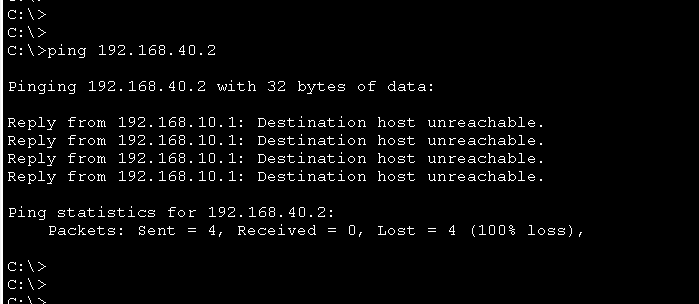 C:\>
C:\>
C:\>ping 192.168.40.2
Pinging 192.168.40.2 with 32 bytes of data:
Reply from 192.168.10.1: Destination host unreachable.
Reply from 192.168.10.1: Destination host unreachable.
Reply from 192.168.10.1: Destination host unreachable.
Reply from 192.168.10.1: Destination host unreachable.
Ping statistics for 192.168.40.2:
Packets: Sent = 4, Received = 0, Lost = 4 (100% loss),
C:\>
C:\>
C:\>